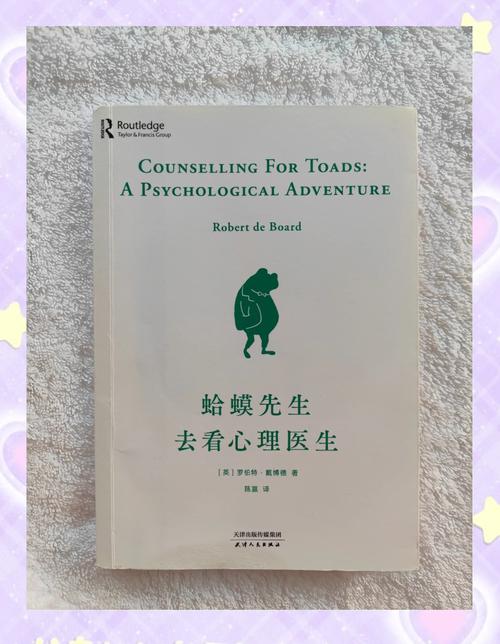 Routledge
Taylor & Francis Group
COUNSELLING FOR TOADS:
A PSYCHOLOGICAL ADVENTURE
Robert de Board
蛤蟆先生
去看心理医生
[英]罗伯特·戴博德 著
陈赢 译
天津出版传媒集团
天津人民出版社